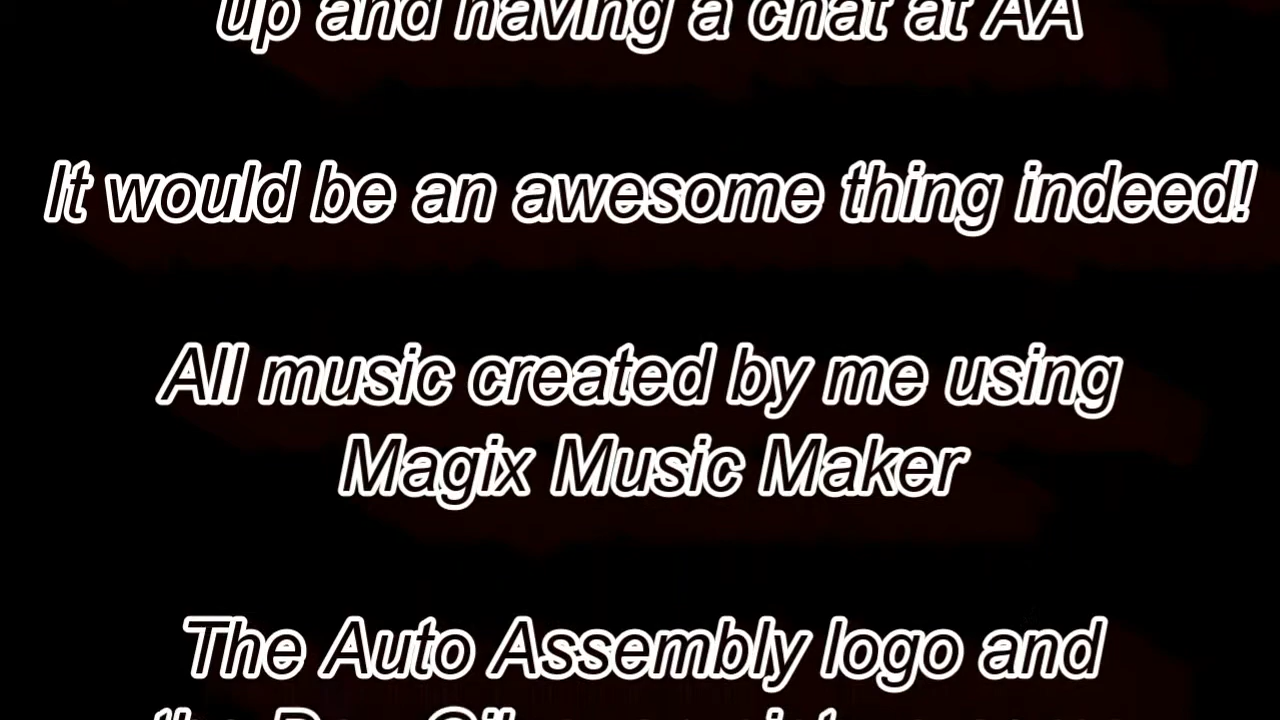 up and having a chat at AA
It would be an awesome thing indeed!
All music created by me using
Magix Music Maker
The Auto Assembly logo and
the